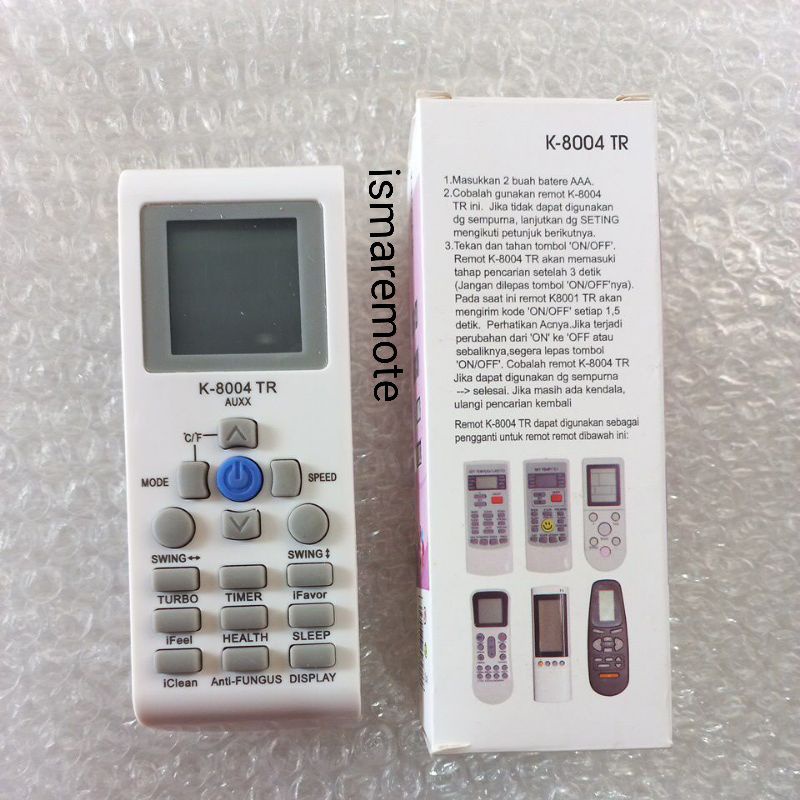 K-8004 TR
AUXX
°C/F
MODE
SPEED
SWING↔
SWING↕
TURBO
TIMER
iFavor
iFeel
HEALTH
SLEEP
iClean
Anti-FUNGUS
DISPLAY
ismaremote
K-8004 TR
1.Masukkan 2 buah batere AAA.
2.Cobalah gunakan remot K-8004
TR ini. Jika tidak dapat digunakan
dg sempurna, lanjutkan dg SETING
mengikuti petunjuk berikutnya.
3.Tekan dan tahan tombol 'ON/OFF'.
Remot K-8004 TR akan memasuki
tahap pencarian setelah 3 detik
(Jangan dilepas tombol 'ON/OFF'nya).
Pada saat ini remot K8001 TR akan
mengirim kode 'ON/OFF' setiap 1,5
detik. Perhatikan Acnya.Jika terjadi
perubahan dari 'ON' ke 'OFF atau
sebaliknya,segera lepas tombol
'ON/OFF'. Cobalah remot K-8004 TR
Jika dapat digunakan dg sempurna
--> selesai. Jika masih ada kendala,
ulangi pencarian kembali
Remot K-8004 TR dapat digunakan sebagai
pengganti untuk remot remot dibawah ini: